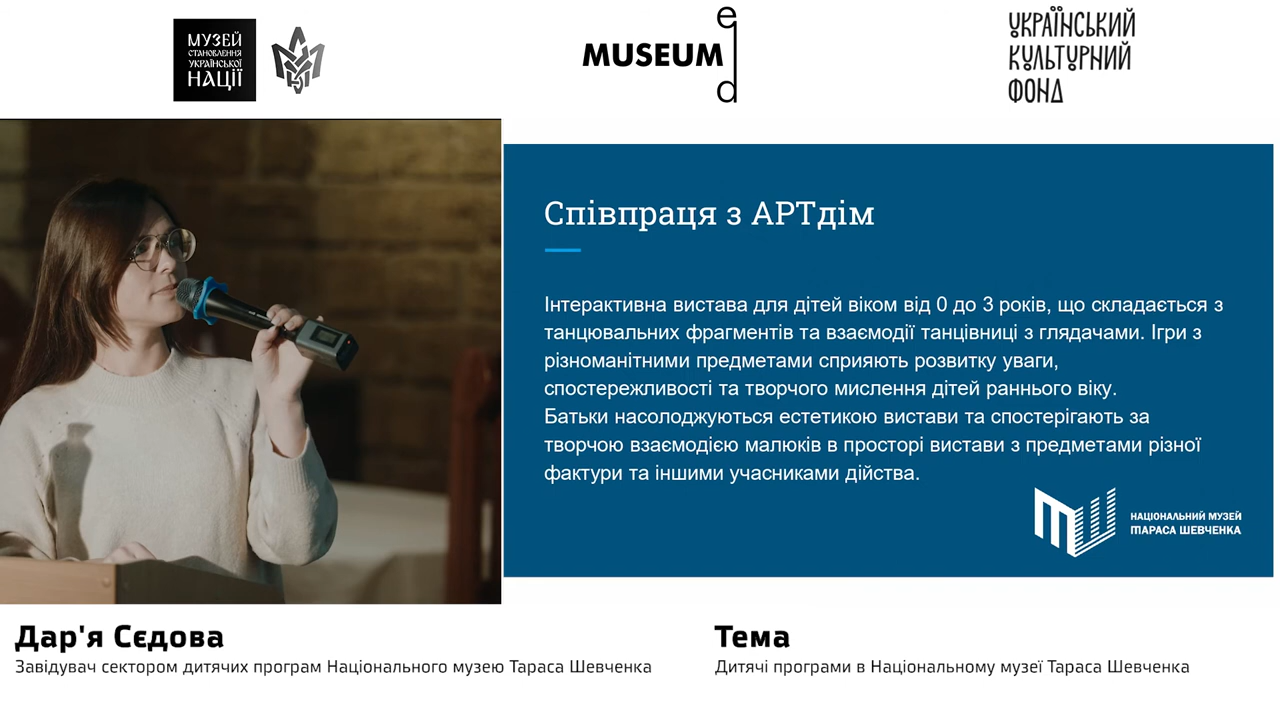 МУЗЕЙ
СТАНОВЛЕННЯ
УКРАЇНСЬКОЇ
НАЦІЇ
MUSEUM
ed
УКРАЇНСЬКИЙ
КУЛЬТУРНИЙ
ФОНД
Співпраця з АРТдім
Інтерактивна вистава для дітей віком від 0 до 3 років, що складається з
танцювальних фрагментів та взаємодії танцівниці з глядачами. Ігри з
різноманітними предметами сприяють розвитку уваги,
спостережливості та творчого мислення дітей раннього віку.
Батьки насолоджуються естетикою вистави та спостерігають за
творчою взаємодією малюків в просторі вистави з предметами різної
фактури та іншими учасниками дійства.
НАЦІОНАЛЬНИЙ МУЗЕЙ
ТАРАСА ШЕВЧЕНКА
Дар'я Сєдова
Завідувач сектором дитячих програм Національного музею Тараса Шевченка
Тема
Дитячі програми в Національному музеї Тараса Шевченка